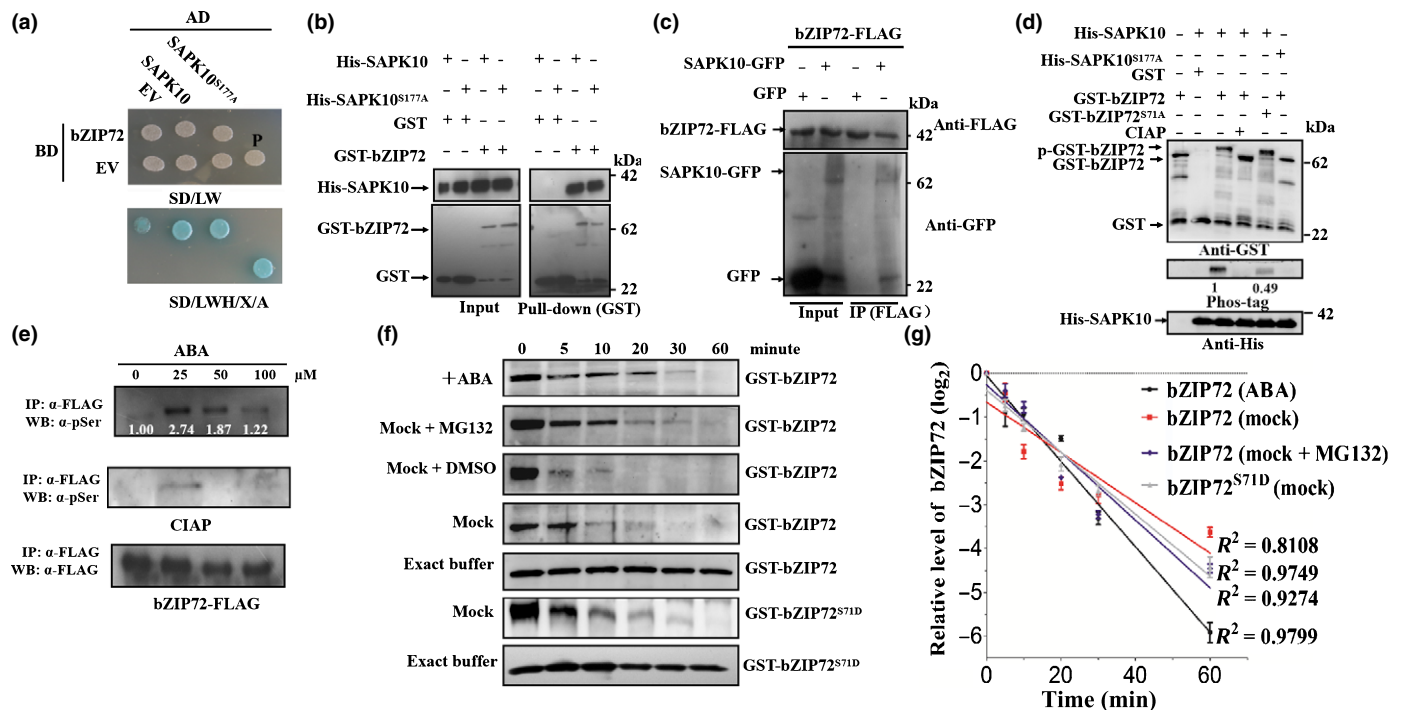 (a)
AD
EV
SAPK10
SAPK10S177A
BD
bZIP72
EV
P
SD/LW
SD/LWH/X/A
(b)
His-SAPK10 + − + − + − + −
His-SAPK10S177A − + − + − + − +
GST + + − − + + − −
GST-bZIP72 − − + + − − + +
kDa
His-SAPK10
42
GST-bZIP72
62
GST
22
Input
Pull-down (GST)
(c)
bZIP72-FLAG
SAPK10-GFP − + − +
GFP + − + −
kDa
bZIP72-FLAG
42
Anti-FLAG
SAPK10-GFP
62
Anti-GFP
GFP
22
Input
IP (FLAG)
(d)
His-SAPK10 − + + + + −
His-SAPK10S177A − − − − − +
GST − + − − − −
GST-bZIP72 + − + + − +
GST-bZIP72S71A − − − − + −
CIAP − − − + − −
kDa
p-GST-bZIP72
GST-bZIP72
62
GST
22
Anti-GST
1
0.49
Phos-tag
His-SAPK10
42
Anti-His
(e)
ABA
0 25 50 100 μM
IP: α-FLAG
WB: α-pSer
1.00 2.74 1.87 1.22
IP: α-FLAG
WB: α-pSer
CIAP
IP: α-FLAG
WB: α-FLAG
bZIP72-FLAG
(f)
0 5 10 20 30 60 minute
+ABA
GST-bZIP72
Mock + MG132
GST-bZIP72
Mock + DMSO
GST-bZIP72
Mock
GST-bZIP72
Exact buffer
GST-bZIP72
Mock
GST-bZIP72S71D
Exact buffer
GST-bZIP72S71D
(g)
Relative level of bZIP72 (log2)
0
−1
−2
−3
−4
−5
−6
bZIP72 (ABA)
bZIP72 (mock)
bZIP72 (mock + MG132)
bZIP72S71D (mock)
R2 = 0.8108
R2 = 0.9749
R2 = 0.9274
R2 = 0.9799
0 20 40 60
Time (min)